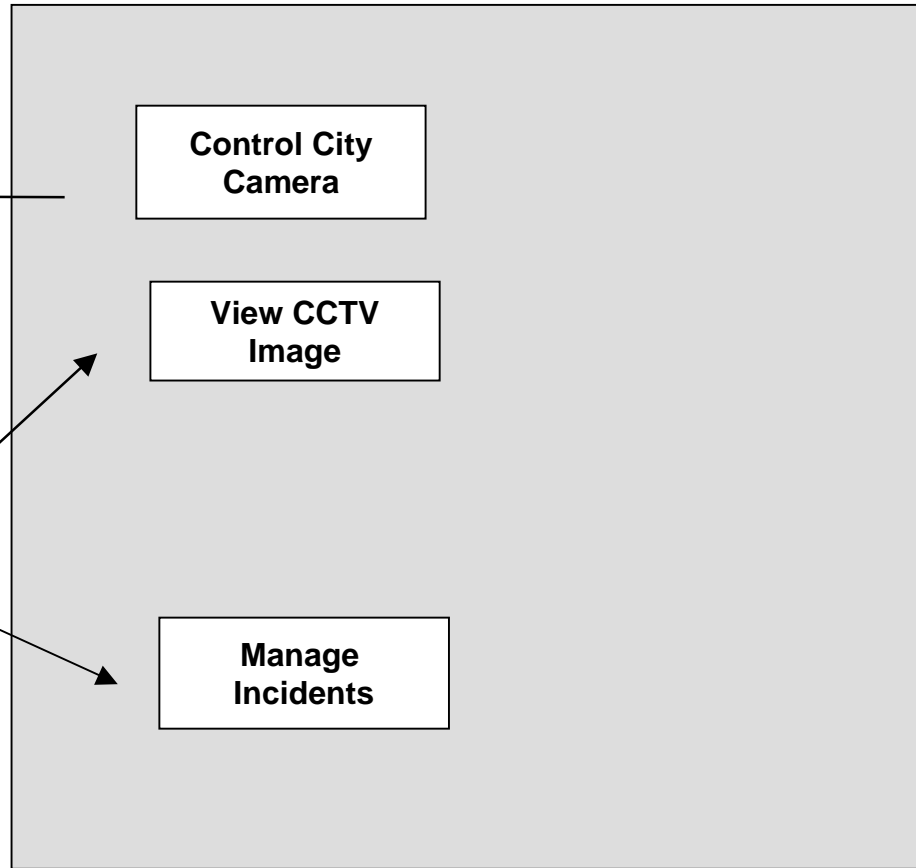 Control City
Camera
View CCTV
Image
Manage
Incidents